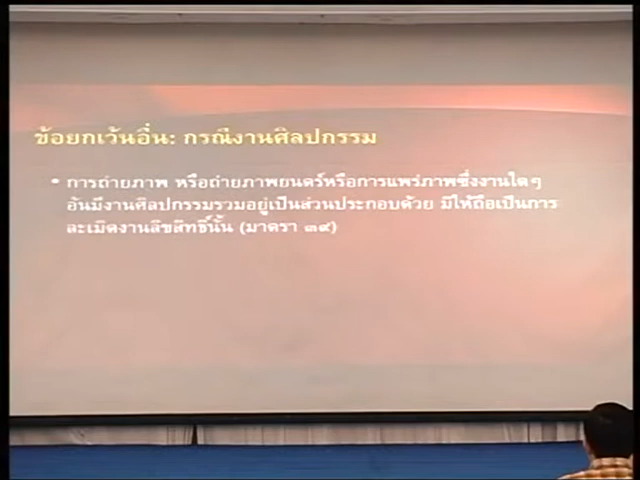 ข้อยกเว้นอื่น: กรณีงานศิลปกรรม
• การถ่ายภาพ หรือถ่ายภาพยนตร์หรือการแพร่ภาพซึ่งงานใดๆ
อันมีงานศิลปกรรมรวมอยู่เป็นส่วนประกอบด้วย มิให้ถือเป็นการ
ละเมิดงานลิขสิทธิ์นั้น (มาตรา ๓๙)